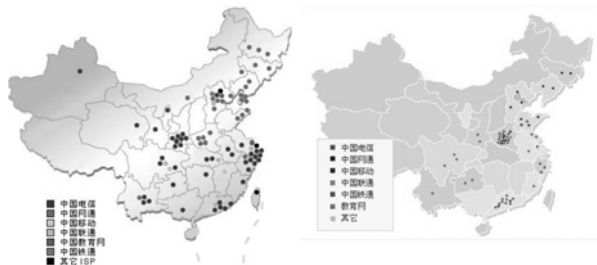 中国电信
中国网通
中国移动
中国联通
中国教育网
中国铁通
其它 ISP
中国电信
中国网通
中国移动
中国联通
中国铁通
教育网
其它